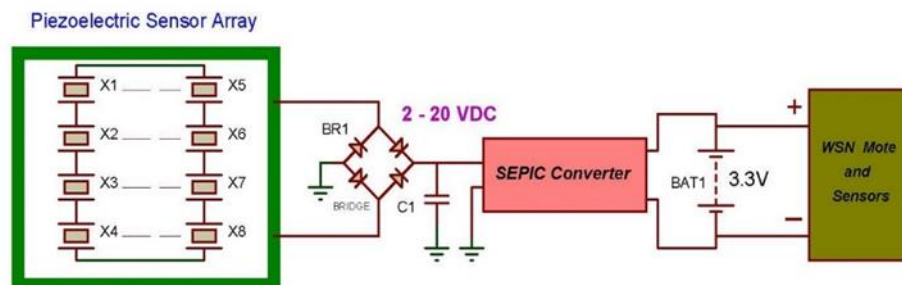 Piezoelectric Sensor Array
X1
X5
X2
X6
X3
X7
X4
X8
BR1
BRIDGE
2 - 20 VDC
C1
SEPIC Converter
BAT1
3.3V
+
−
WSN Mote
and
Sensors